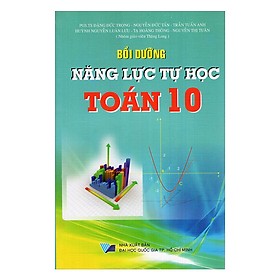 PGS.TS ĐẬNG ĐỨC TRỌNG - NGUYỄN ĐỨC TẤN - TRẦN TUẤN ANH
HUỲNH NGUYỄN LUÂN LƯU - TẠ HOÀNG THÔNG - NGUYỄN THỊ TUẤN
(Nhóm giáo viên Thăng Long)
BỒI DƯỠNG
NĂNG LỰC TỰ HỌC
TOÁN 10
NHÀ XUẤT BẢN
ĐẠI HỌC QUỐC GIA TP. HỒ CHÍ MINH